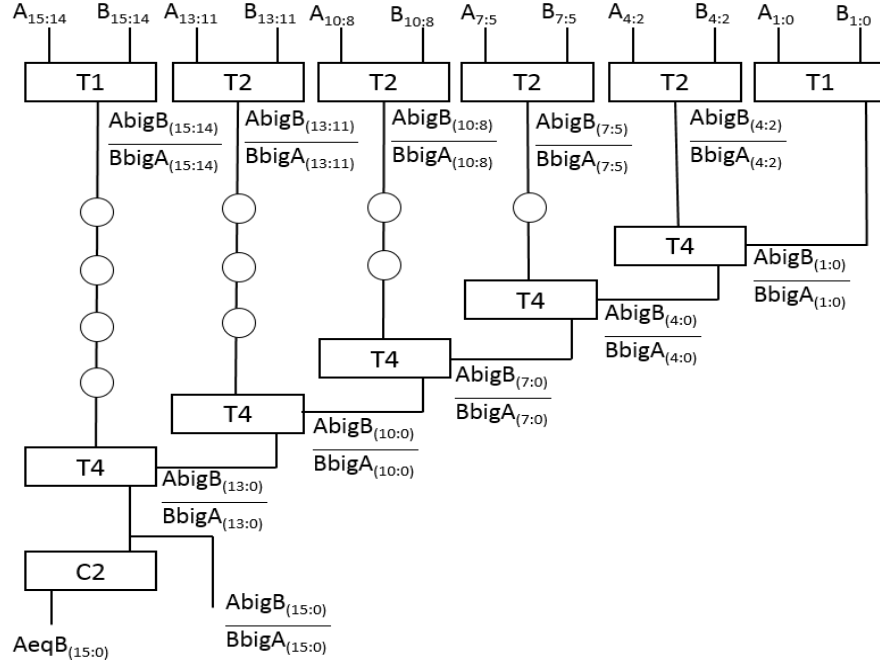 A15:14 B15:14 A13:11 B13:11 A10:8 B10:8 A7:5 B7:5 A4:2 B4:2 A1:0 B1:0
T1 T2 T2 T2 T2 T1
AbigB(15:14) AbigB(13:11) AbigB(10:8) AbigB(7:5) AbigB(4:2)
BbigA(15:14) BbigA(13:11) BbigA(10:8) BbigA(7:5) BbigA(4:2)
T4
AbigB(1:0)
BbigA(1:0)
T4
AbigB(4:0)
BbigA(4:0)
T4
AbigB(7:0)
BbigA(7:0)
T4
AbigB(10:0)
BbigA(10:0)
T4
AbigB(13:0)
BbigA(13:0)
C2
AbigB(15:0)
BbigA(15:0)
AeqB(15:0)